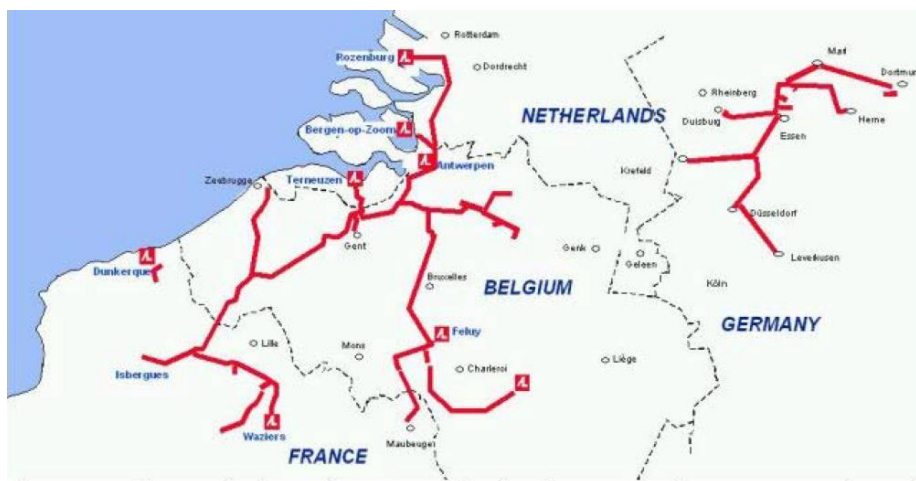 Rotterdam
Rozenburg
Dordrecht
Marl
Dortmun
Rheinberg
NETHERLANDS
Duisburg
Herne
Essen
Bergen-op-Zoom
Antwerpen
Krefeld
Terneuzen
Zeebrugge
Düsseldorf
Gent
Genk
Geleen
Leverkusen
Dunkerque
Bruxelles
BELGIUM
Köln
GERMANY
Feluy
Lille
Mons
Liège
Charleroi
Isbergues
Waziers
Maubeuge
FRANCE